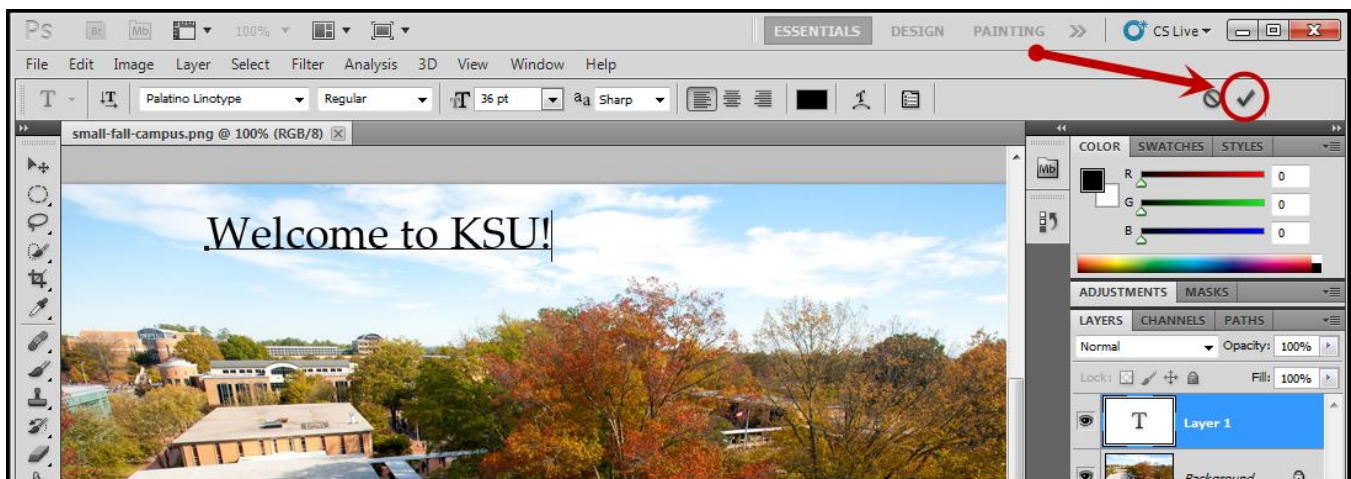 Ps Br Mb 100% ESSENTIALS DESIGN PAINTING >> CS Live
File Edit Image Layer Select Filter Analysis 3D View Window Help
T T Palatino Linotype Regular T 36 pt aa Sharp
small-fall-campus.png @ 100% (RGB/8)
COLOR SWATCHES STYLES
Mb
R 0
G 0
B 0
Welcome to KSU!
ADJUSTMENTS MASKS
LAYERS CHANNELS PATHS
Normal Opacity: 100%
Lock: Fill: 100%
T Layer 1
Background